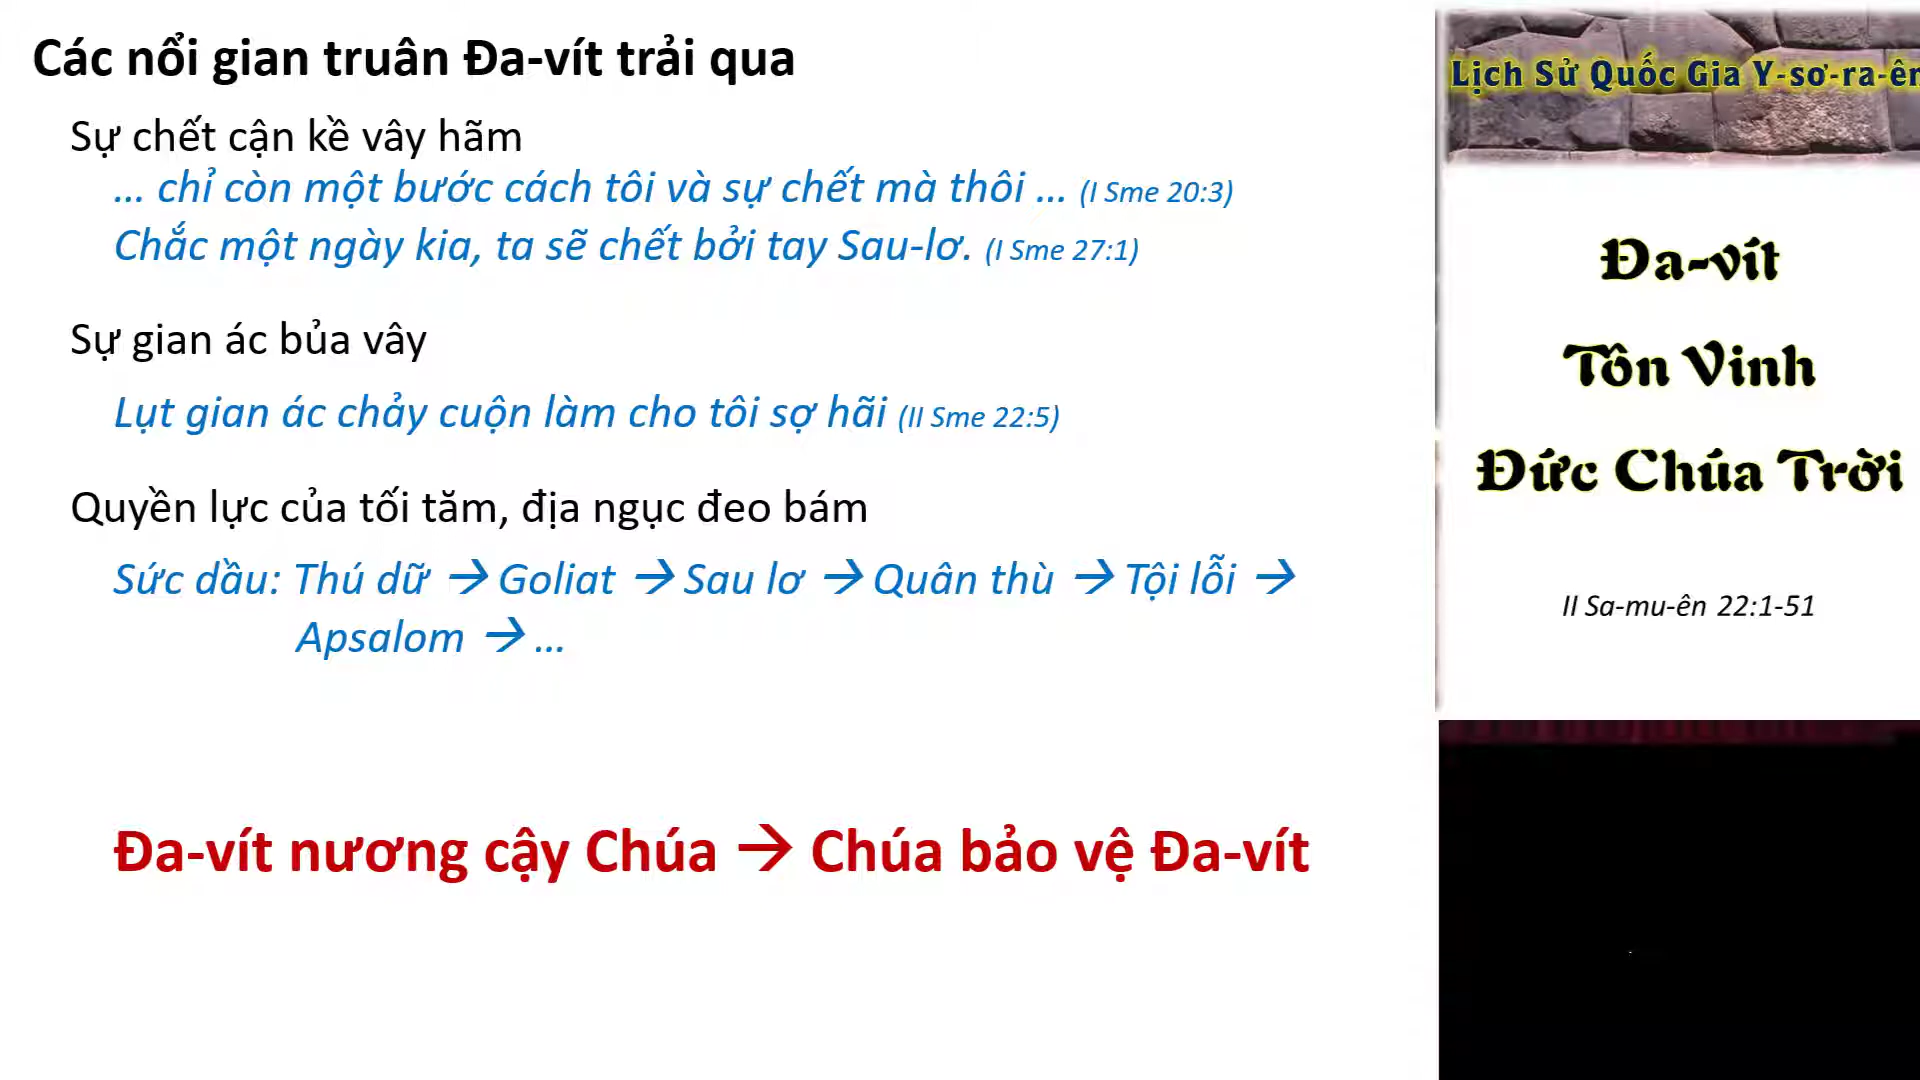 Các nổi gian truân Đa-vít trải qua
Sự chết cận kề vây hãm
... chỉ còn một bước cách tôi và sự chết mà thôi ... (I Sme 20:3)
Chắc một ngày kia, ta sẽ chết bởi tay Sau-lơ. (I Sme 27:1)
Sự gian ác bủa vây
Lụt gian ác chảy cuộn làm cho tôi sợ hãi (II Sme 22:5)
Quyền lực của tối tăm, địa ngục đeo bám
Sức dầu: Thú dữ → Goliat → Sau lơ → Quân thù → Tội lỗi →
Apsalom → ...
Đa-vít nương cậy Chúa → Chúa bảo vệ Đa-vít
Lịch Sử Quốc Gia Y-sơ-ra-ên
Đa-vít
Tôn Vinh
Đức Chúa Trời
II Sa-mu-ên 22:1-51